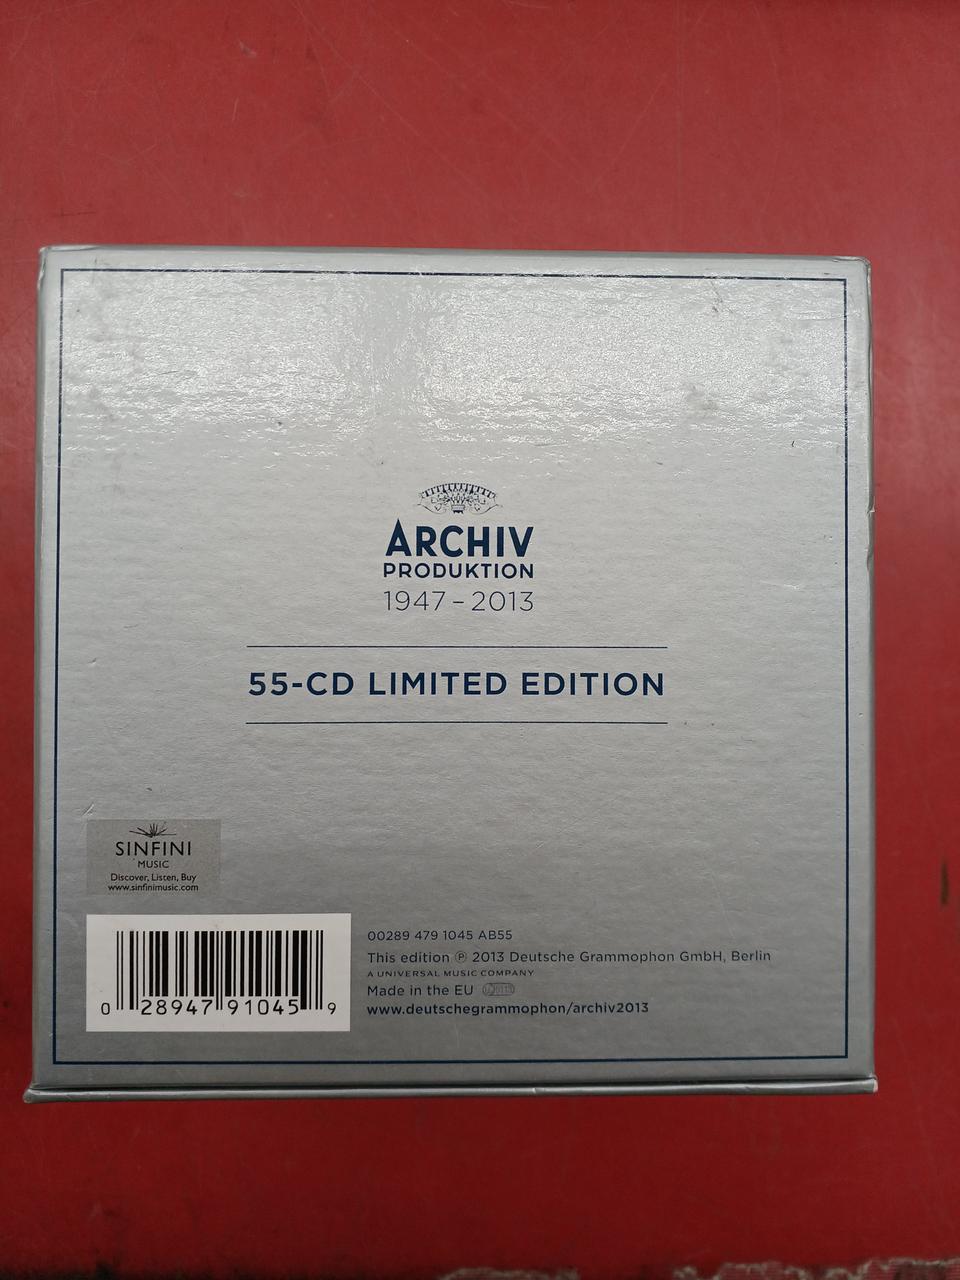 ARCHIV
PRODUKTION
1947 – 2013
55-CD LIMITED EDITION
SINFINI
MUSIC
Discover, Listen, Buy
www.sinfinimusic.com
0 28947 91045 9
00289 479 1045 AB55
This edition ℗ 2013 Deutsche Grammophon GmbH, Berlin
A UNIVERSAL MUSIC COMPANY
Made in the EU
www.deutschegrammophon/archiv2013